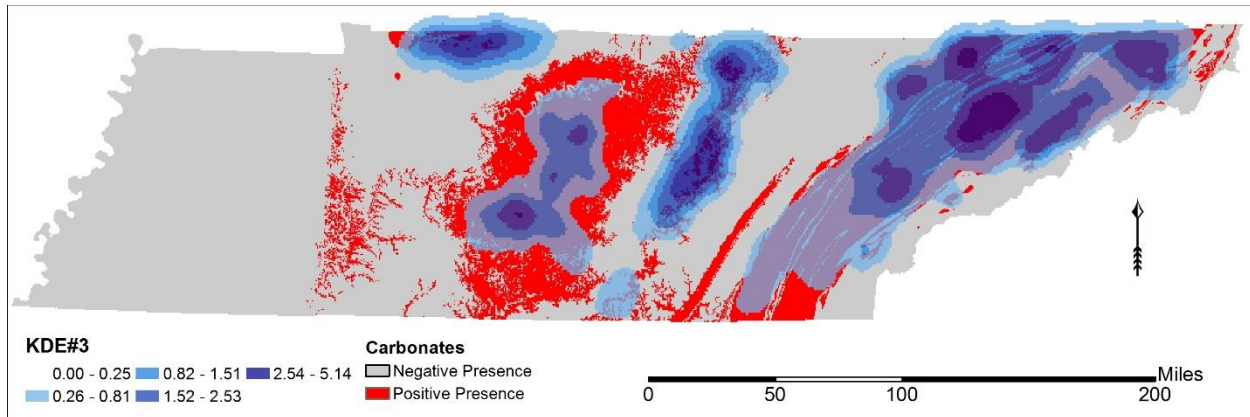 KDE#3
0.00 - 0.25 0.82 - 1.51 2.54 - 5.14
0.26 - 0.81 1.52 - 2.53
Carbonates
Negative Presence
Positive Presence
Miles
0 50 100 200